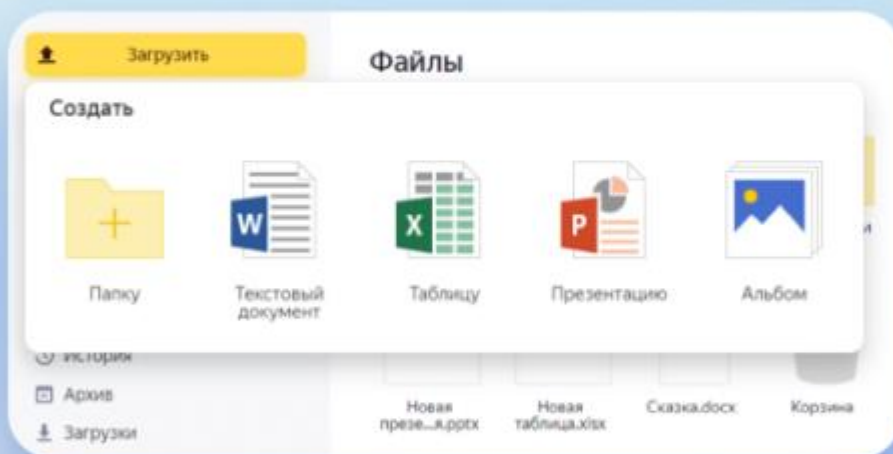 Загрузить
Файлы
Создать
W
X
P
Папку
Текстовый
документ
Таблицу
Презентацию
Альбом
История
Архив
Загрузки
Новая
презе...я.pptx
Новая
таблица.xlsx
Сказка.docx
Корзина